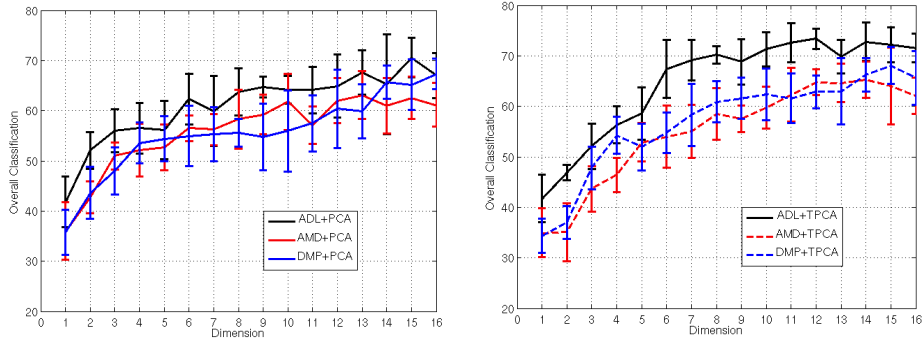 80
70
60
50
40
30
20
Overall Classification
0 1 2 3 4 5 6 7 8 9 10 11 12 13 14 15 16
Dimension
ADL+PCA
AMD+PCA
DMP+PCA
80
70
60
50
40
30
20
Overall Classification
0 1 2 3 4 5 6 7 8 9 10 11 12 13 14 15 16
Dimension
ADL+TPCA
AMD+TPCA
DMP+TPCA